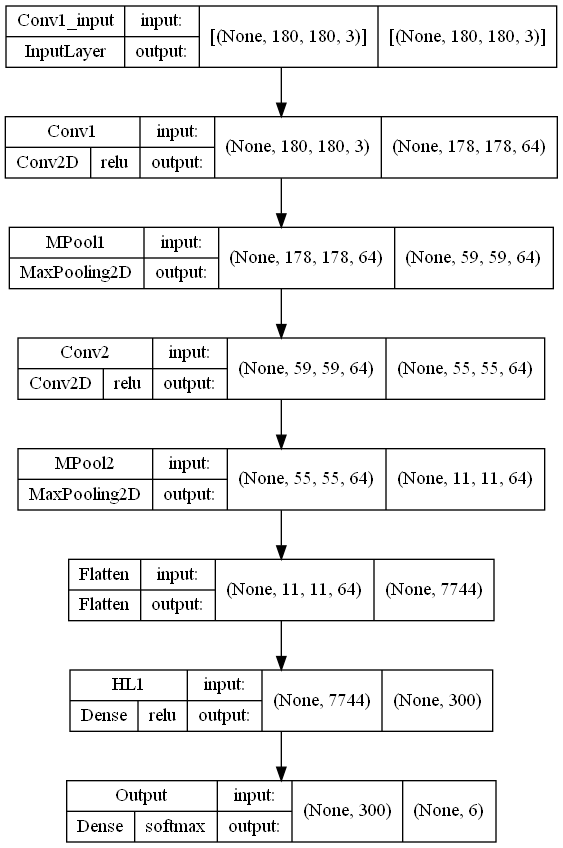 Conv1_input input: [(None, 180, 180, 3)] [(None, 180, 180, 3)]
InputLayer output:
Conv1 input: (None, 180, 180, 3) (None, 178, 178, 64)
Conv2D relu output:
MPool1 input: (None, 178, 178, 64) (None, 59, 59, 64)
MaxPooling2D output:
Conv2 input: (None, 59, 59, 64) (None, 55, 55, 64)
Conv2D relu output:
MPool2 input: (None, 55, 55, 64) (None, 11, 11, 64)
MaxPooling2D output:
Flatten input: (None, 11, 11, 64) (None, 7744)
Flatten output:
HL1 input: (None, 7744) (None, 300)
Dense relu output:
Output input: (None, 300) (None, 6)
Dense softmax output: